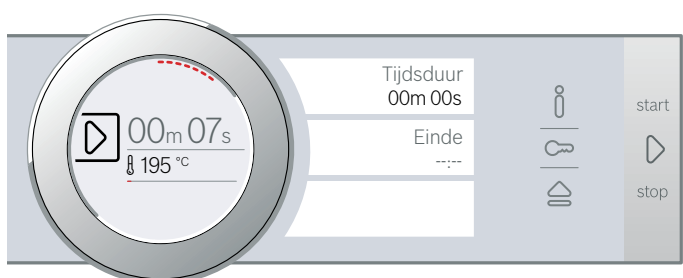 00m 07s
195 °C
Tijdsduur
00m 00s
Einde
--:--
start
stop